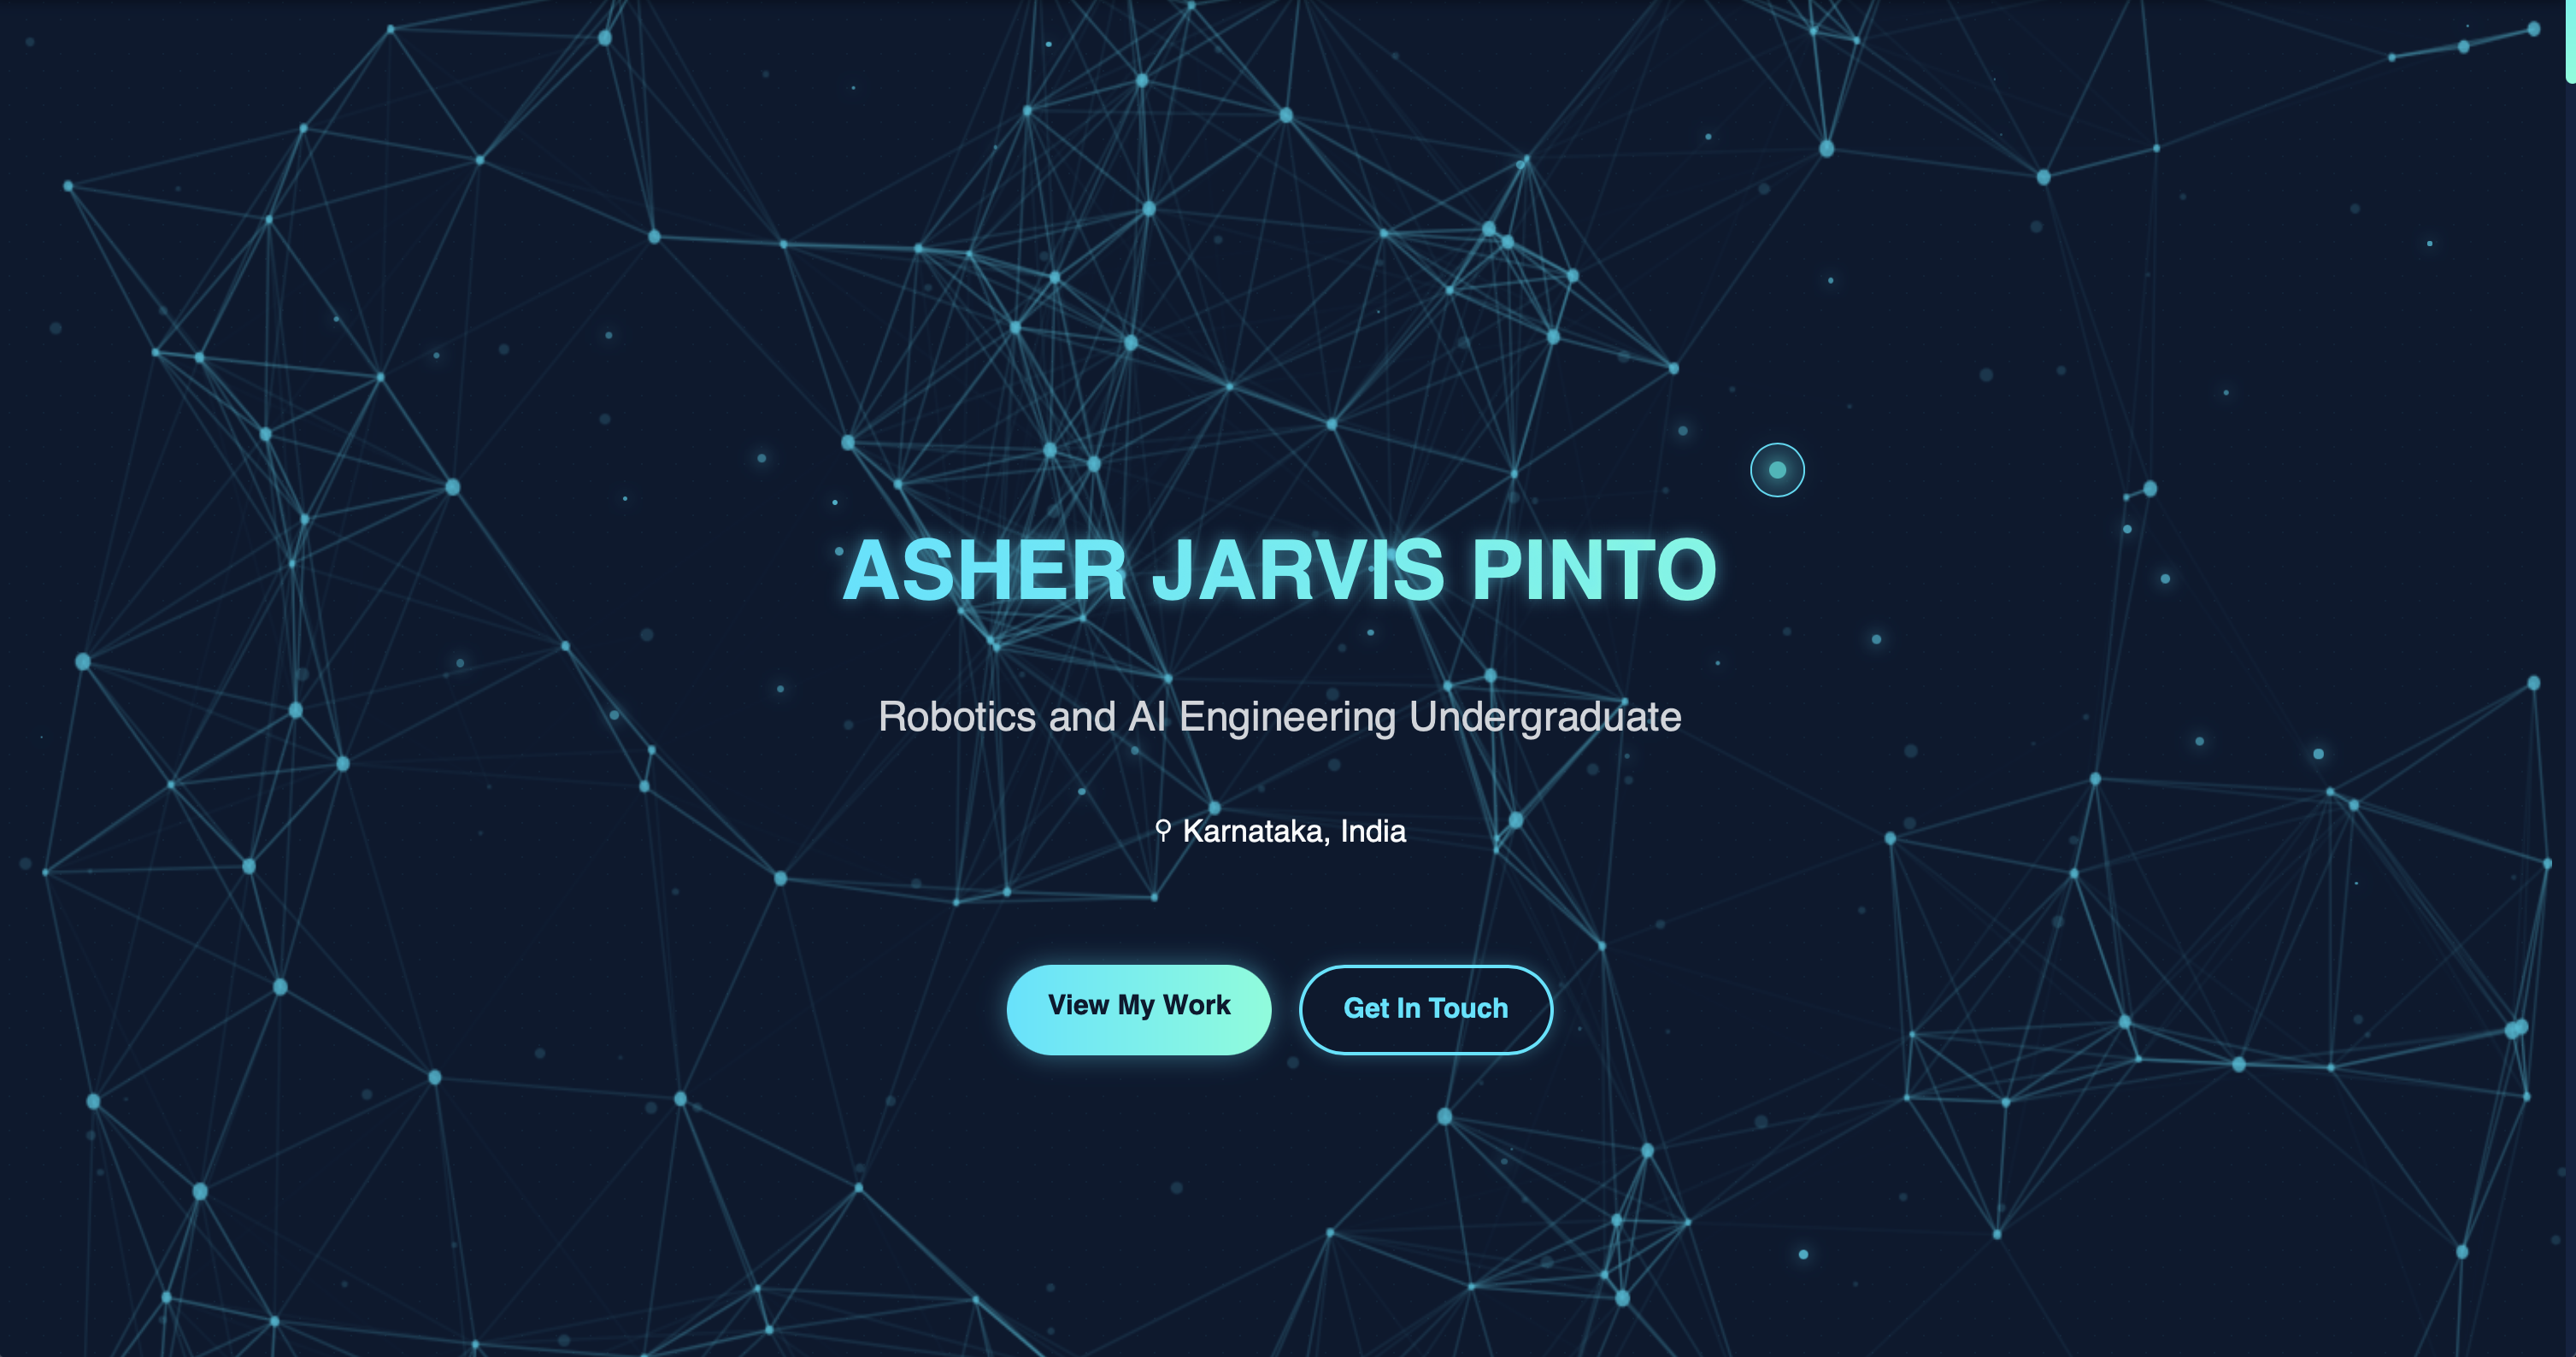 ASHER JARVIS PINTO
Robotics and AI Engineering Undergraduate
Karnataka, India
View My Work
Get In Touch